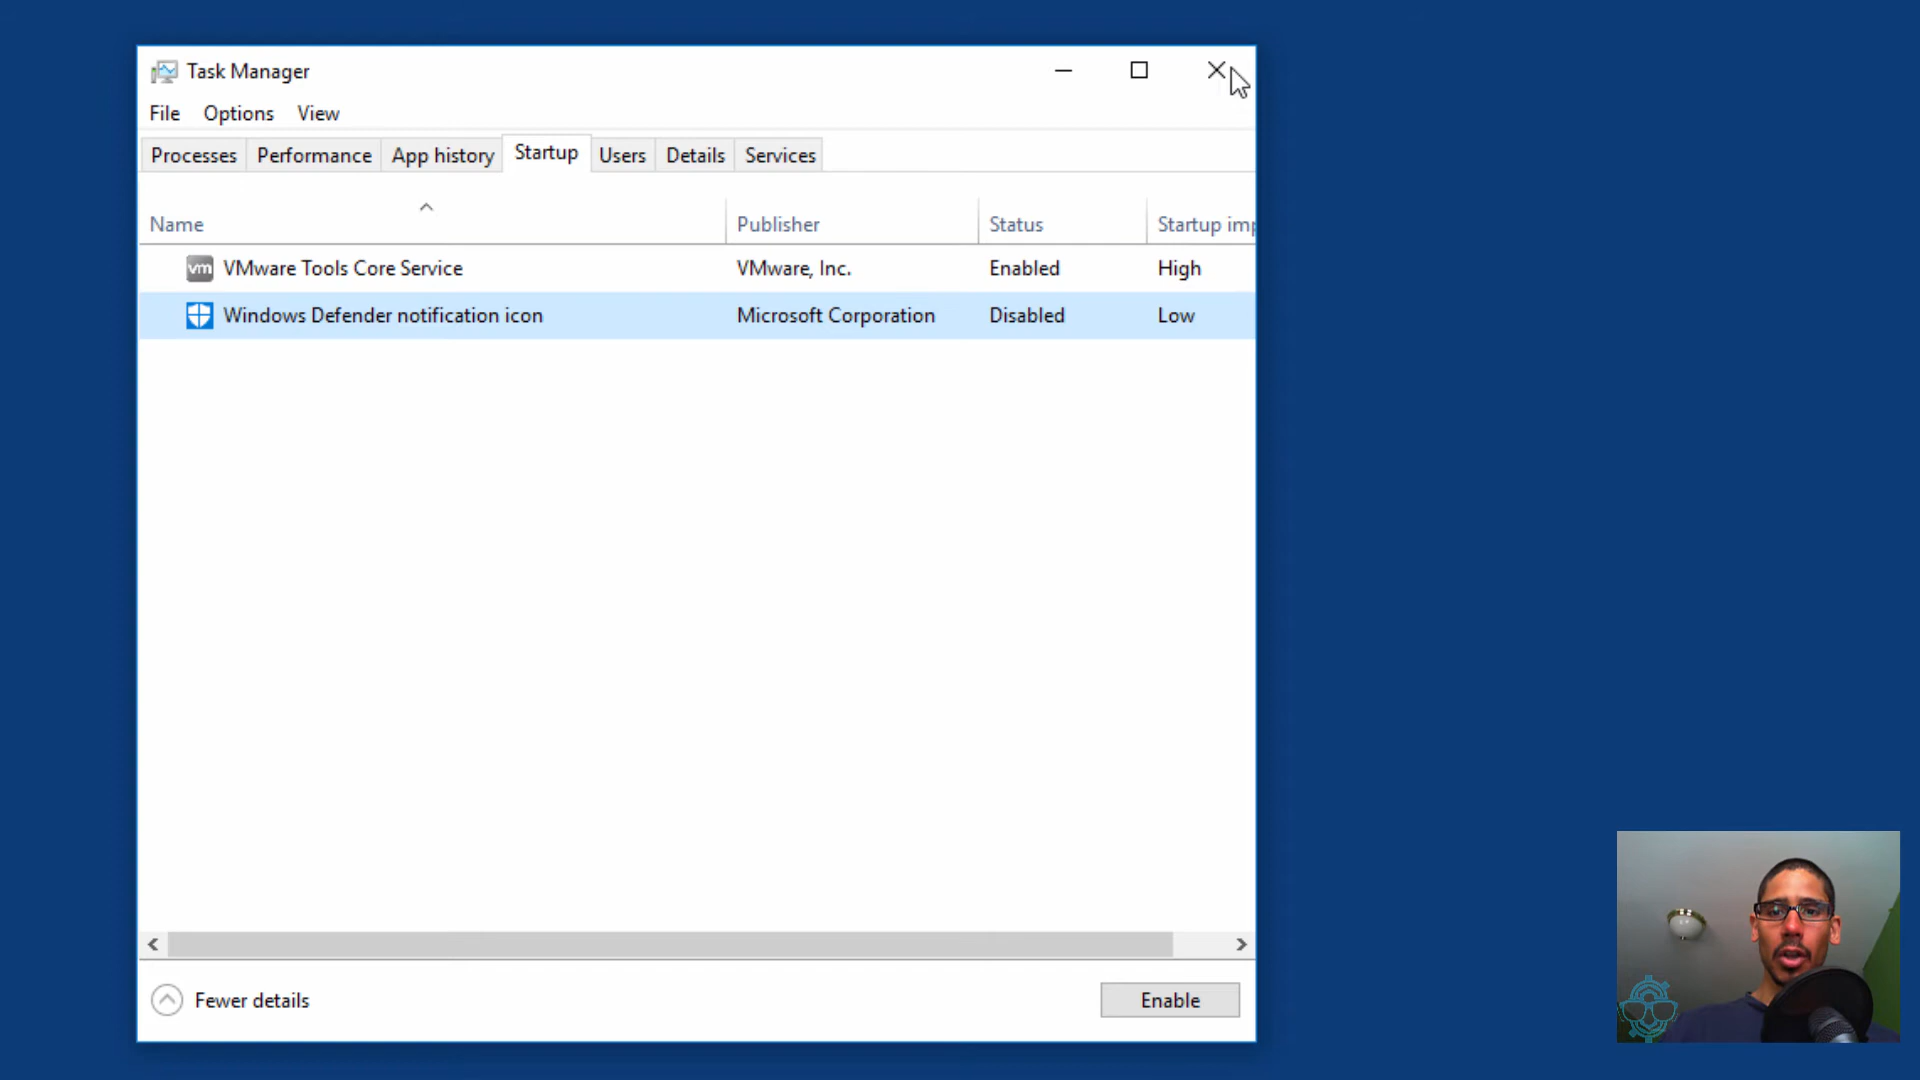 Task Manager
File Options View
Processes Performance App history Startup Users Details Services
Name Publisher Status Startup imp
vm VMware Tools Core Service VMware, Inc. Enabled High
Windows Defender notification icon Microsoft Corporation Disabled Low
Fewer details Enable